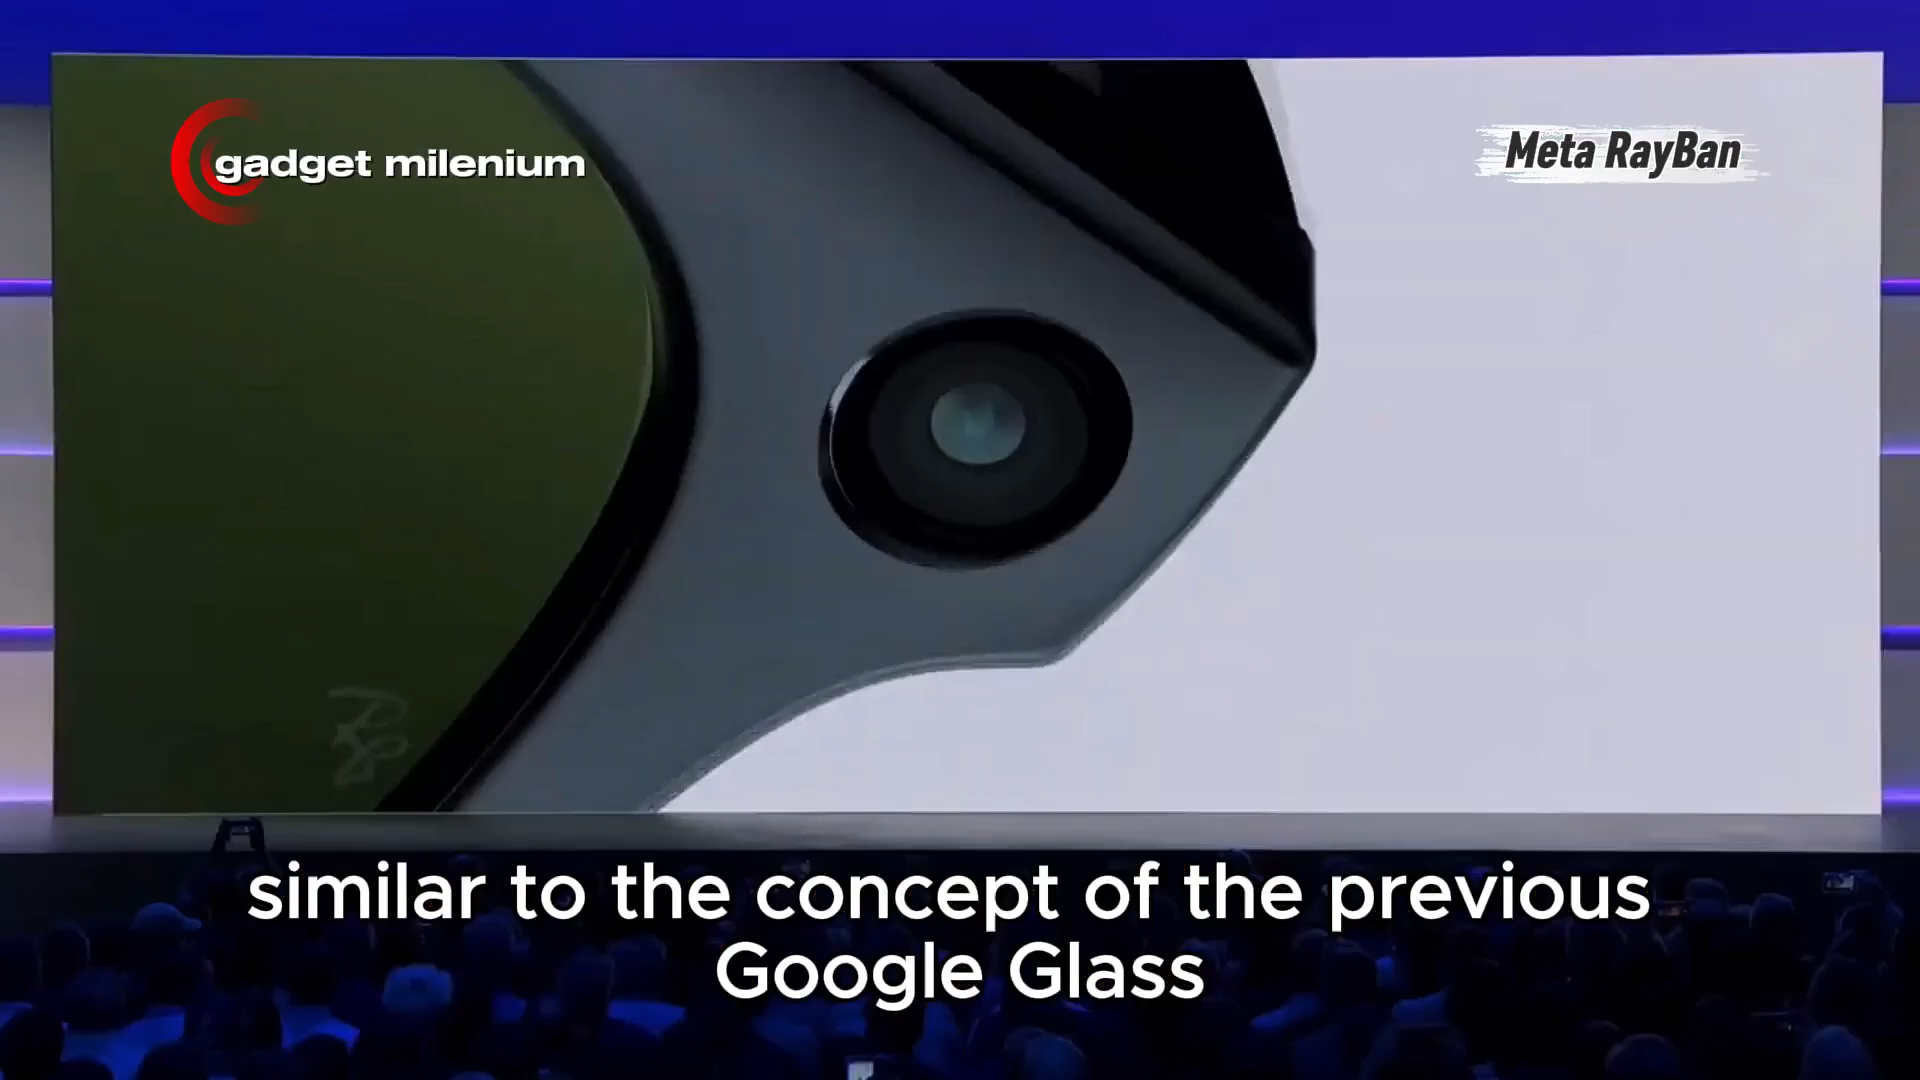 gadget milenium
Meta RayBan
similar to the concept of the previous
Google Glass